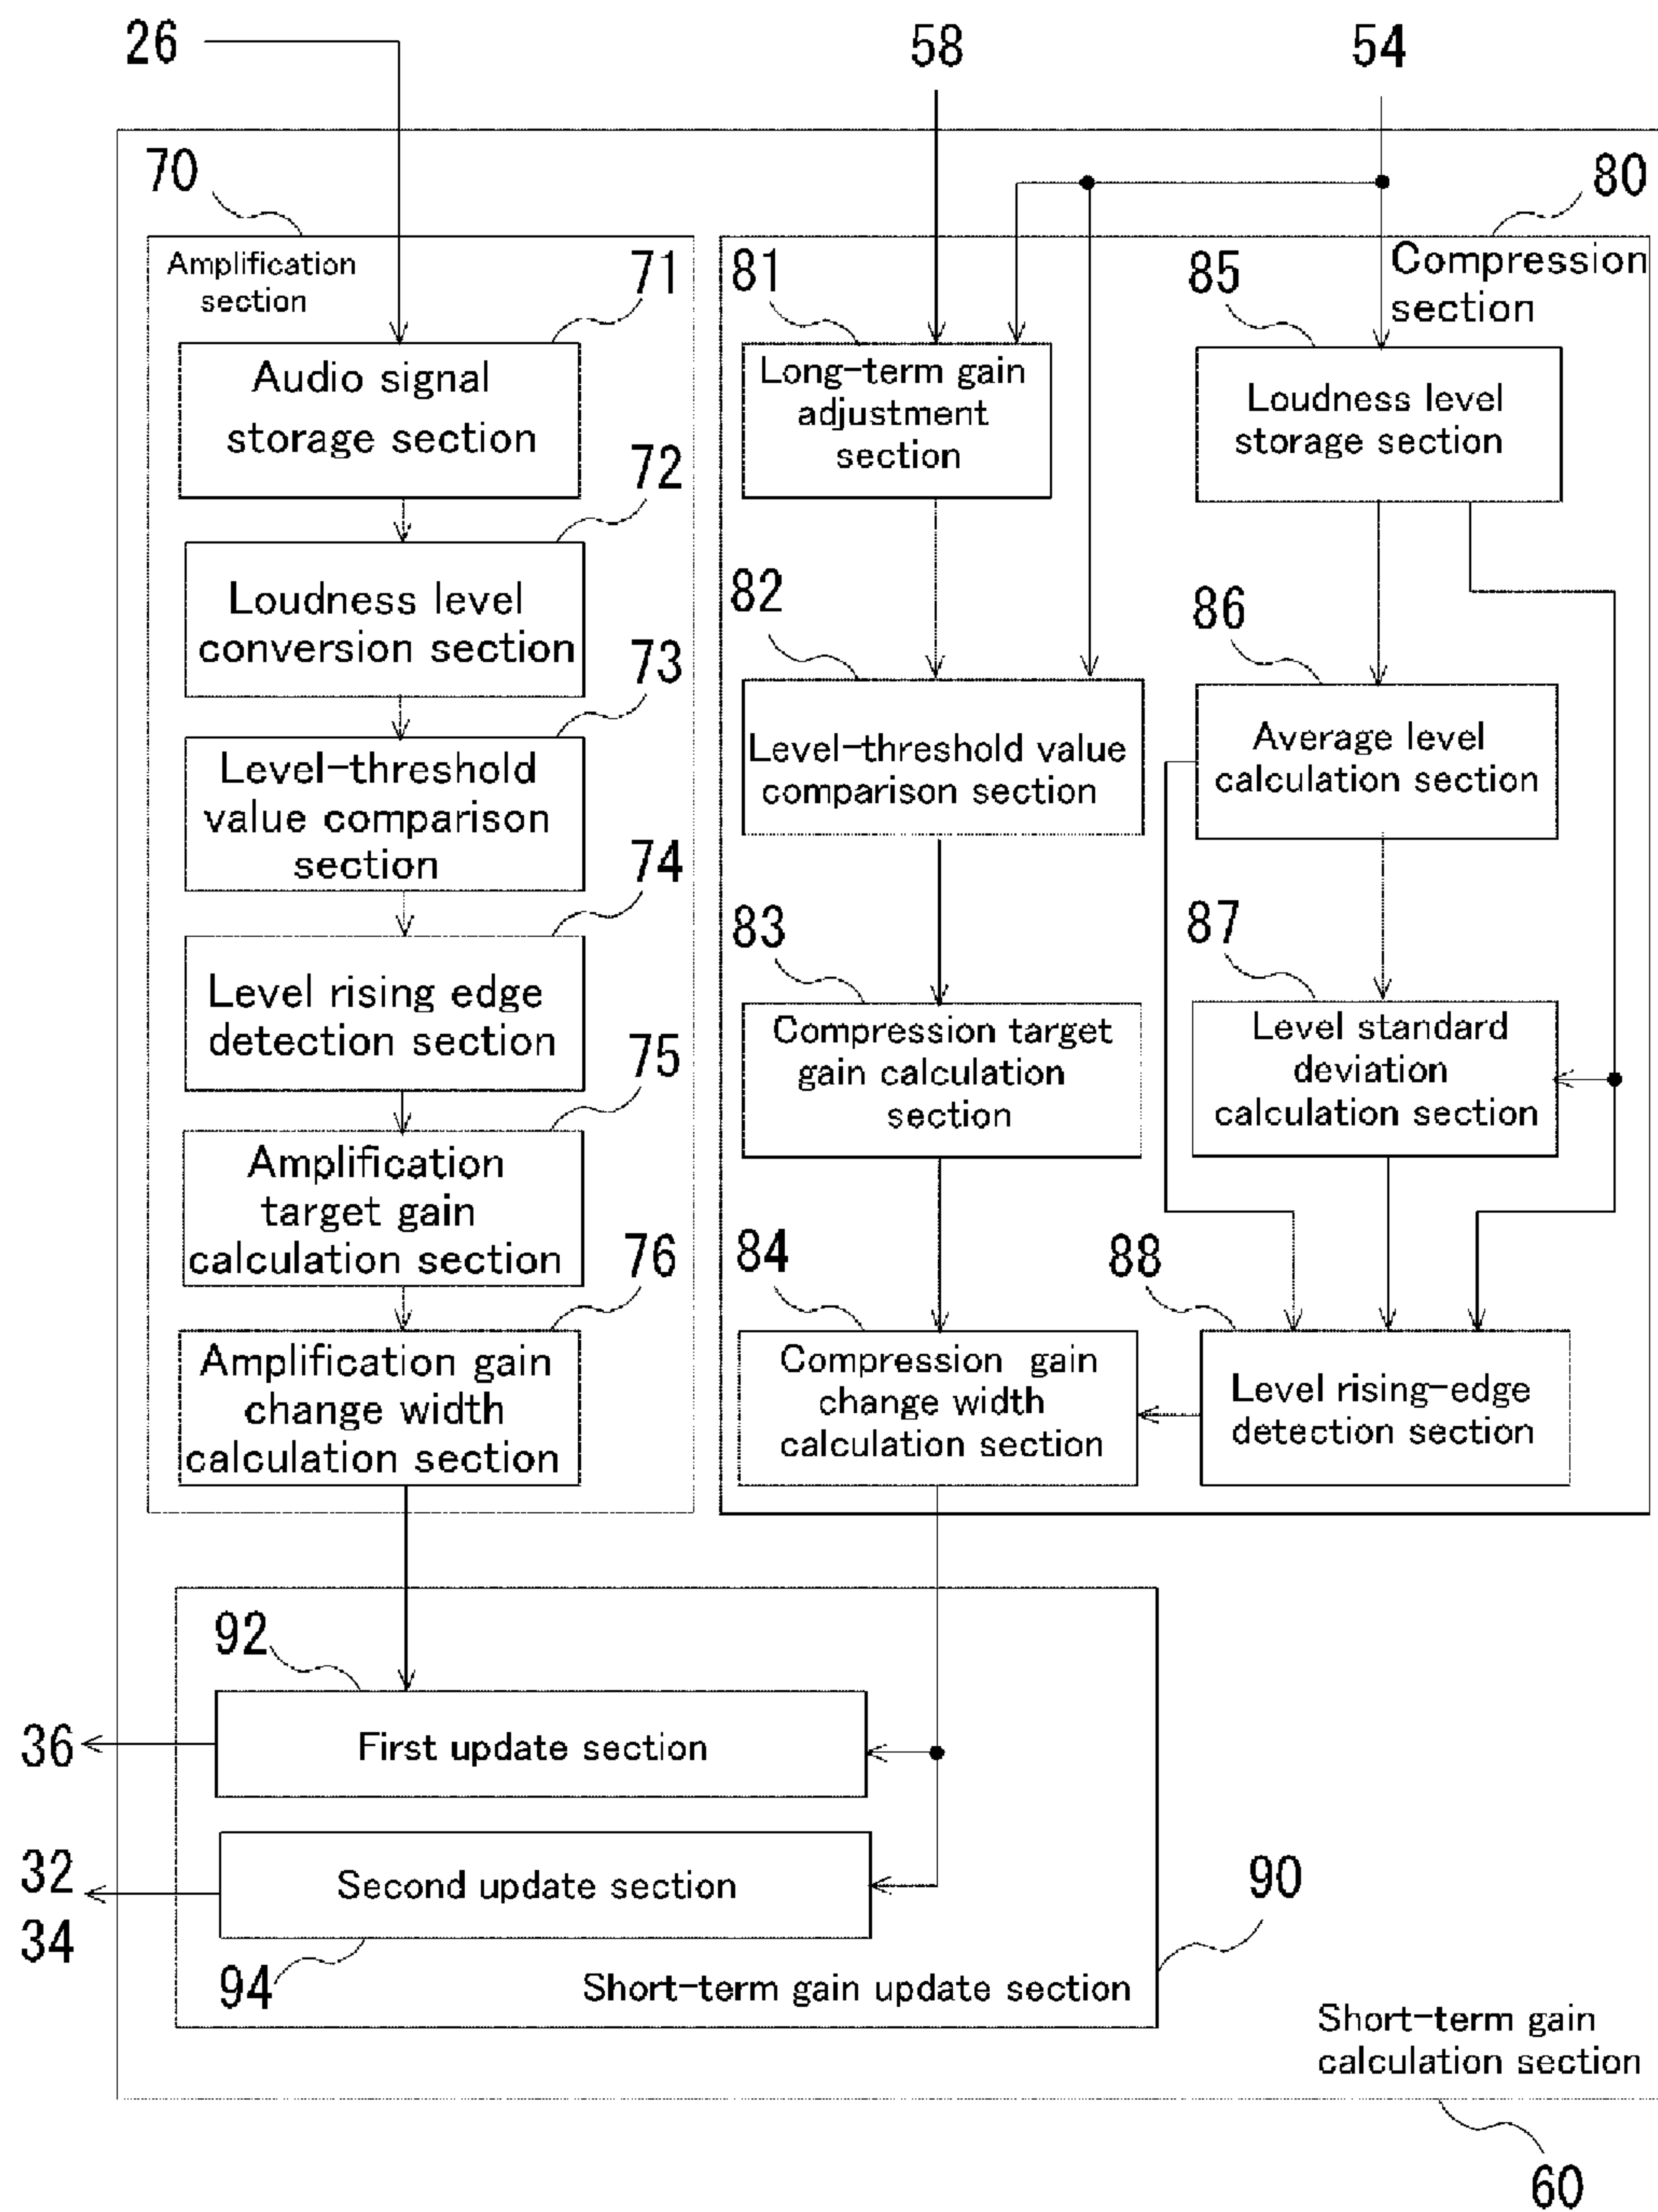 26
58
54
70
80
Amplification
section
71
Audio signal
storage section
72
Loudness level
conversion section
73
Level-threshold
value comparison
section
74
Level rising edge
detection section
75
Amplification
target gain
calculation section
76
Amplification gain
change width
calculation section
Compression
section
81
Long-term gain
adjustment
section
82
Level-threshold value
comparison section
83
Compression target
gain calculation
section
84
Compression gain
change width
calculation section
85
Loudness level
storage section
86
Average level
calculation section
87
Level standard
deviation
calculation section
88
Level rising-edge
detection section
92
First update section
36
Second update section
32
34
94
Short-term gain update section
90
Short-term gain
calculation section
60